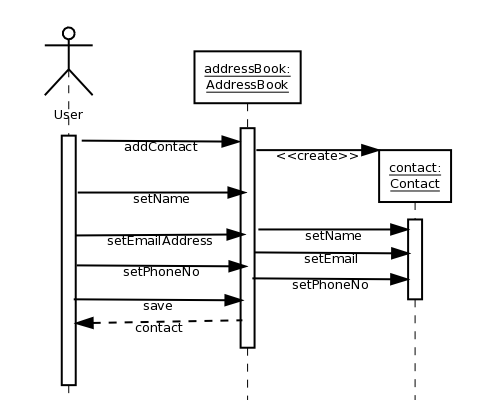 addressBook:
AddressBook
User
addContact
<<create>>
contact:
Contact
setName
setName
setEmailAddress
setEmail
setPhoneNo
setPhoneNo
save
contact